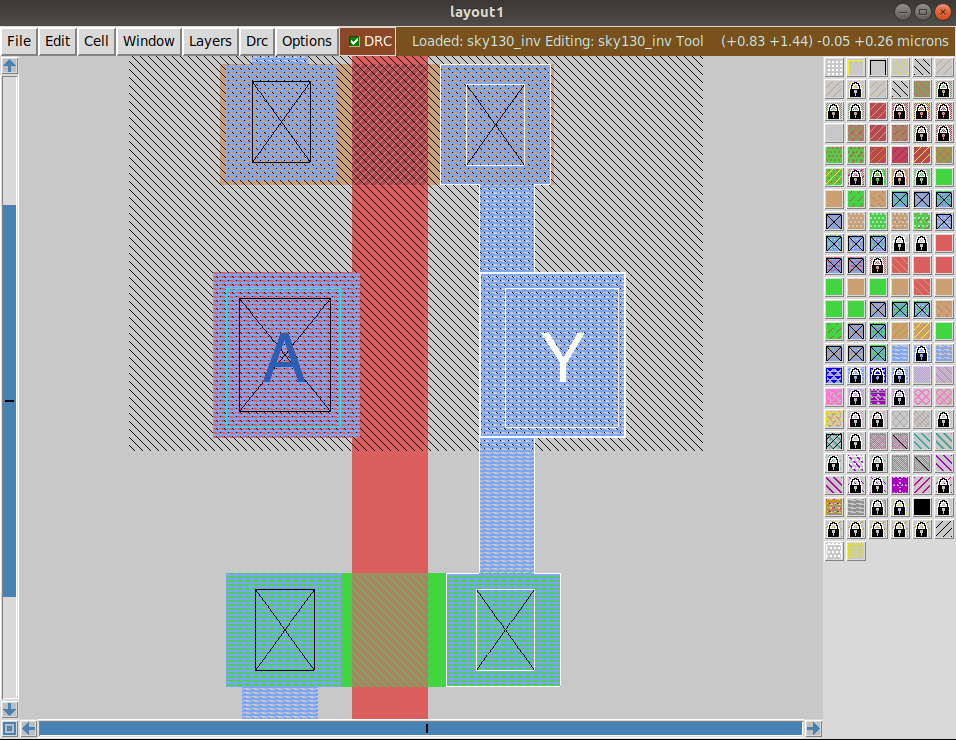 layout1
File Edit Cell Window Layers Drc Options DRC Loaded: sky130_inv Editing: sky130_inv Tool (+0.83 +1.44) -0.05 +0.26 microns
A
Y